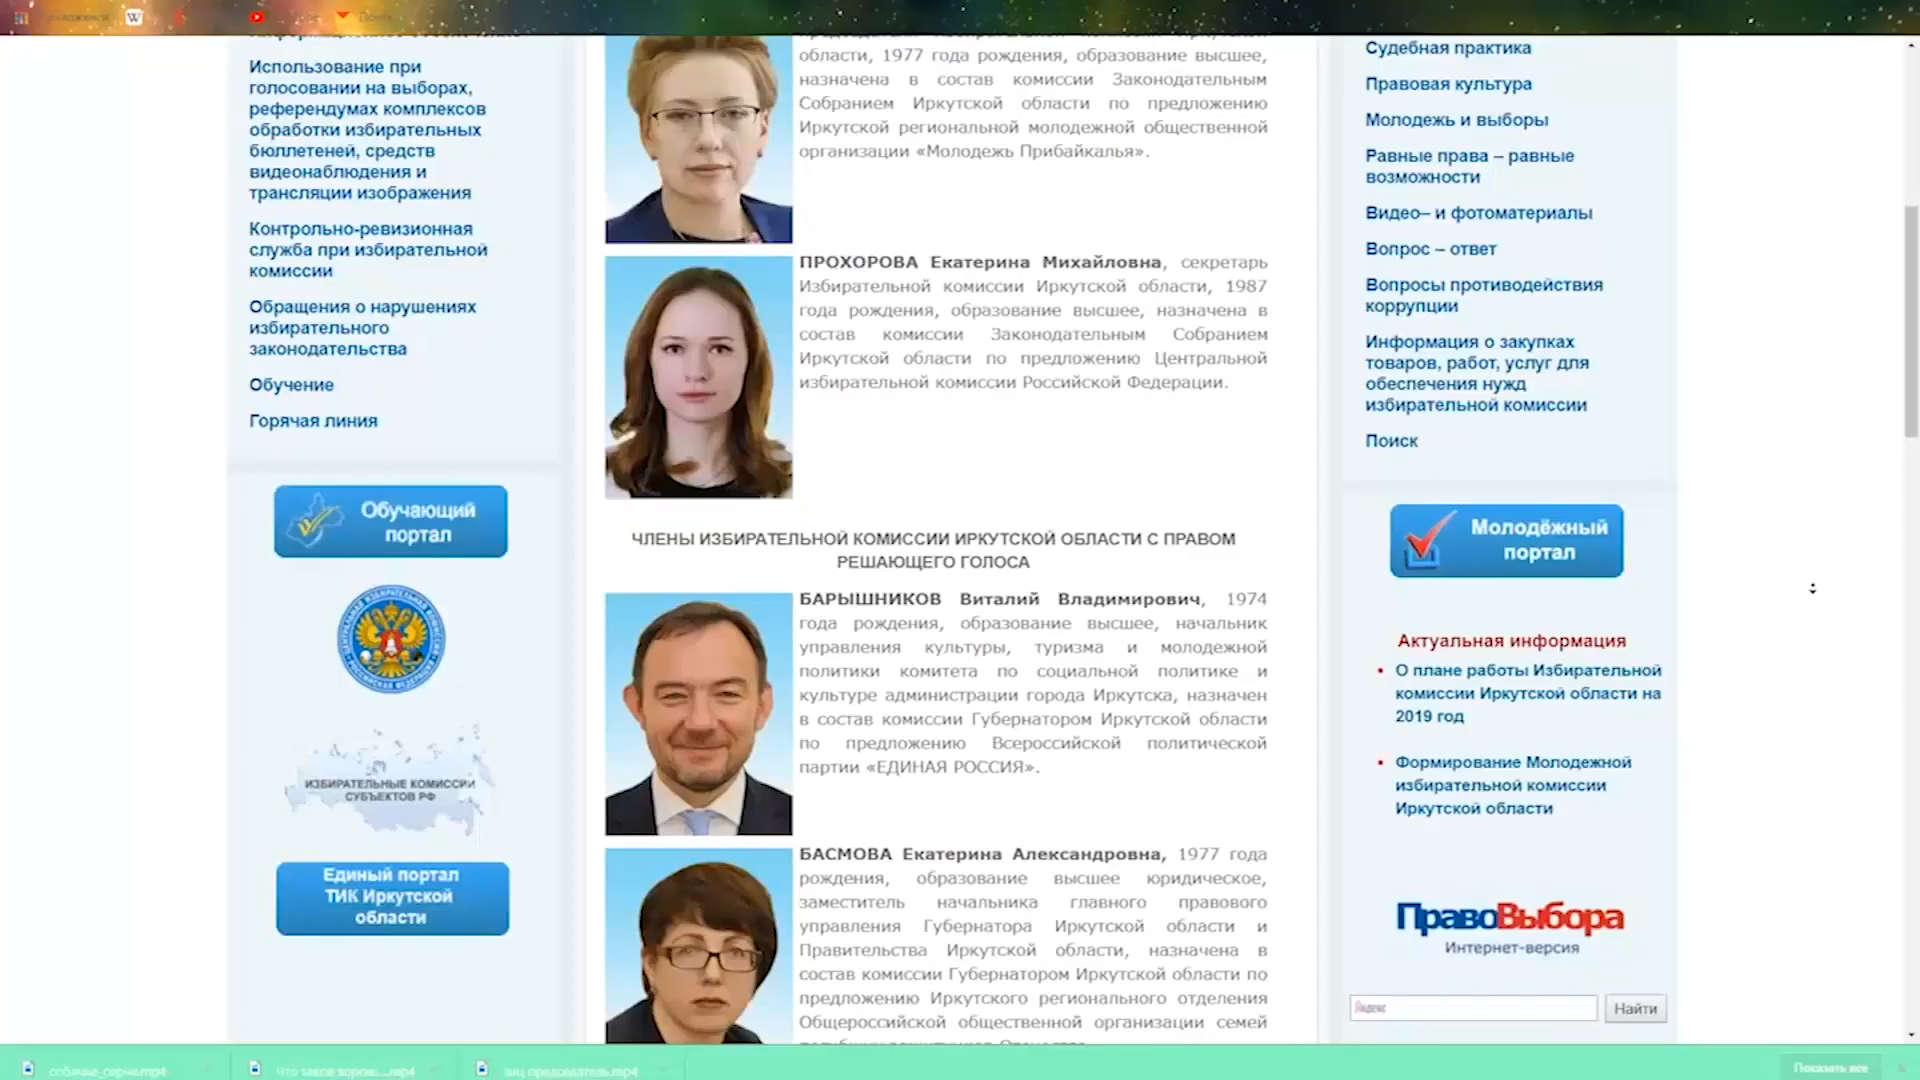 Использование при
голосовании на выборах,
референдумах комплексов
обработки избирательных
бюллетеней, средств
видеонаблюдения и
трансляции изображения
Контрольно-ревизионная
служба при избирательной
комиссии
Обращения о нарушениях
избирательного
законодательства
Обучение
Горячая линия
Обучающий
портал
ИЗБИРАТЕЛЬНЫЕ КОМИССИИ
СУБЪЕКТОВ РФ
Единый портал
ТИК Иркутской
области
области, 1977 года рождения, образование высшее,
назначена в состав комиссии Законодательным
Собранием Иркутской области по предложению
Иркутской региональной молодежной общественной
организации «Молодежь Прибайкалья».
ПРОХОРОВА Екатерина Михайловна, секретарь
Избирательной комиссии Иркутской области, 1987
года рождения, образование высшее, назначена в
состав комиссии Законодательным Собранием
Иркутской области по предложению Центральной
избирательной комиссии Российской Федерации.
ЧЛЕНЫ ИЗБИРАТЕЛЬНОЙ КОМИССИИ ИРКУТСКОЙ ОБЛАСТИ С ПРАВОМ
РЕШАЮЩЕГО ГОЛОСА
БАРЫШНИКОВ Виталий Владимирович, 1974
года рождения, образование высшее, начальник
управления культуры, туризма и молодежной
политики комитета по социальной политике и
культуре администрации города Иркутска, назначен
в состав комиссии Губернатором Иркутской области
по предложению Всероссийской политической
партии «ЕДИНАЯ РОССИЯ».
БАСМОВА Екатерина Александровна, 1977 года
рождения, образование высшее юридическое,
заместитель начальника главного правового
управления Губернатора Иркутской области и
Правительства Иркутской области, назначена в
состав комиссии Губернатором Иркутской области по
предложению Иркутского регионального отделения
Общероссийской общественной организации семей
Судебная практика
Правовая культура
Молодежь и выборы
Равные права – равные
возможности
Видео– и фотоматериалы
Вопрос – ответ
Вопросы противодействия
коррупции
Информация о закупках
товаров, работ, услуг для
обеспечения нужд
избирательной комиссии
Поиск
Молодёжный
портал
Актуальная информация
О плане работы Избирательной
комиссии Иркутской области на
2019 год
Формирование Молодежной
избирательной комиссии
Иркутской области
ПравоВыбора
Интернет-версия
Яндекс
Найти
Показать все